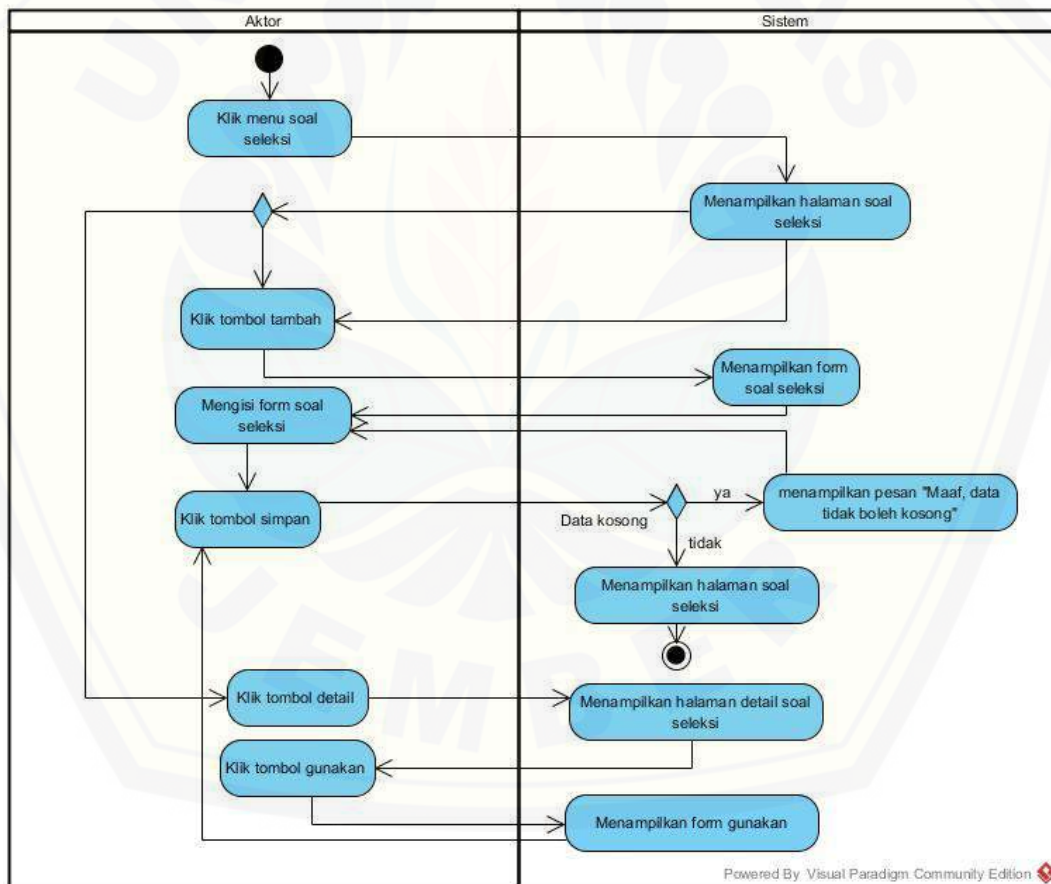 Aktor
Sistem
Klik menu soal
seleksi
Menampilkan halaman soal
seleksi
Klik tombol tambah
Menampilkan form
soal seleksi
Mengisi form soal
seleksi
Klik tombol simpan
Data kosong
ya
menampilkan pesan "Maaf, data
tidak boleh kosong"
tidak
Menampilkan halaman soal
seleksi
Klik tombol detail
Menampilkan halaman detail soal
seleksi
Klik tombol gunakan
Menampilkan form gunakan
Powered By Visual Paradigm Community Edition
JEMBER